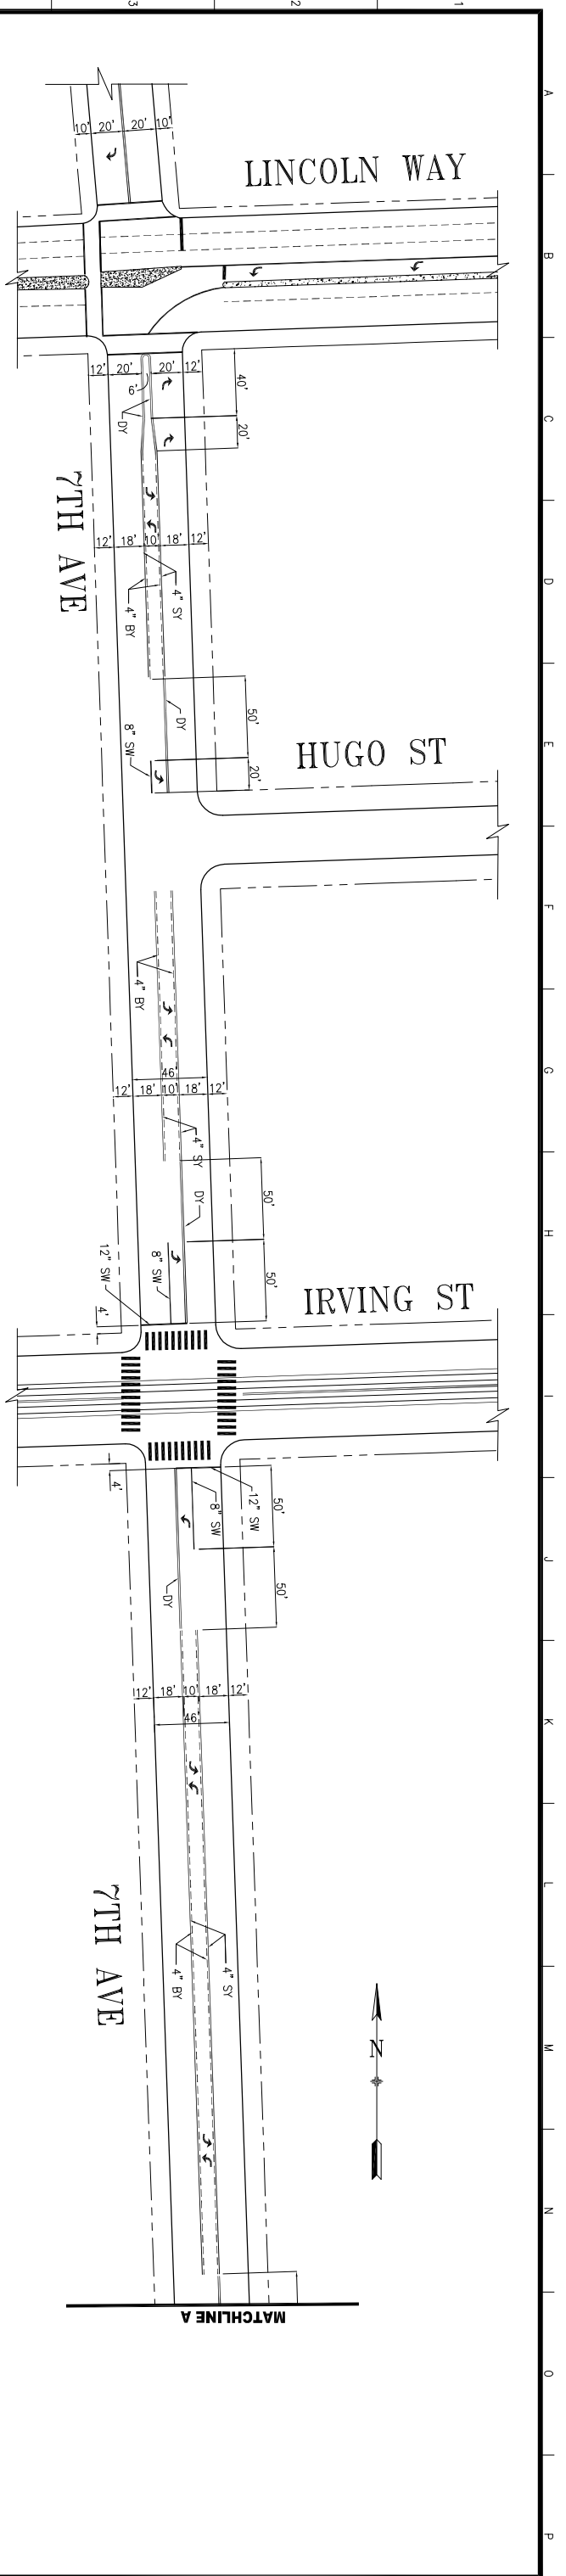 3
2
1
A
10' 20' 20' 10'
LINCOLN WAY
B
12' 20' 20' 12'
6'
40'
C
DY
20'
7TH AVE
12' 18' 10' 18' 12'
D
4" SY
4" BY
DY
50'
8" SW
HUGO ST
E
20'
F
4" BY
46'
G
12' 18' 10' 18' 12'
4" SY
50'
DY
H
12" SW
8" SW
50'
4'
IRVING ST
4'
8" SW
12" SW
50'
J
DY
50'
12' 18' 10' 18' 12'
46'
K
7TH AVE
L
4" BY
4" SY
N
M
N
MATCHLINE A
O
P